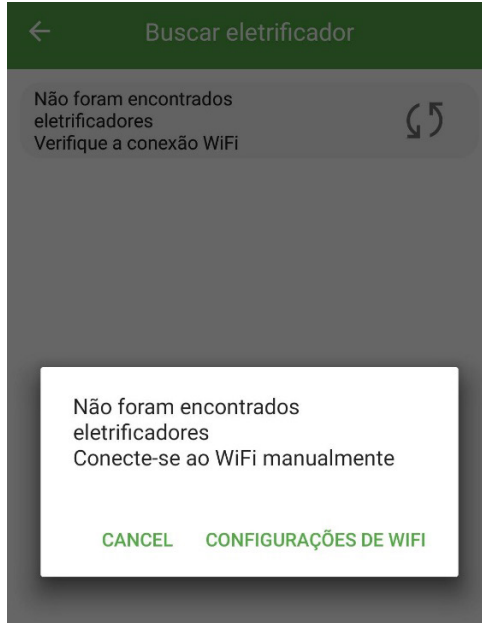 Buscar eletrificador
Não foram encontrados
eletrificadores
Verifique a conexão WiFi
Não foram encontrados
eletrificadores
Conecte-se ao WiFi manualmente
CANCEL CONFIGURAÇÕES DE WIFI